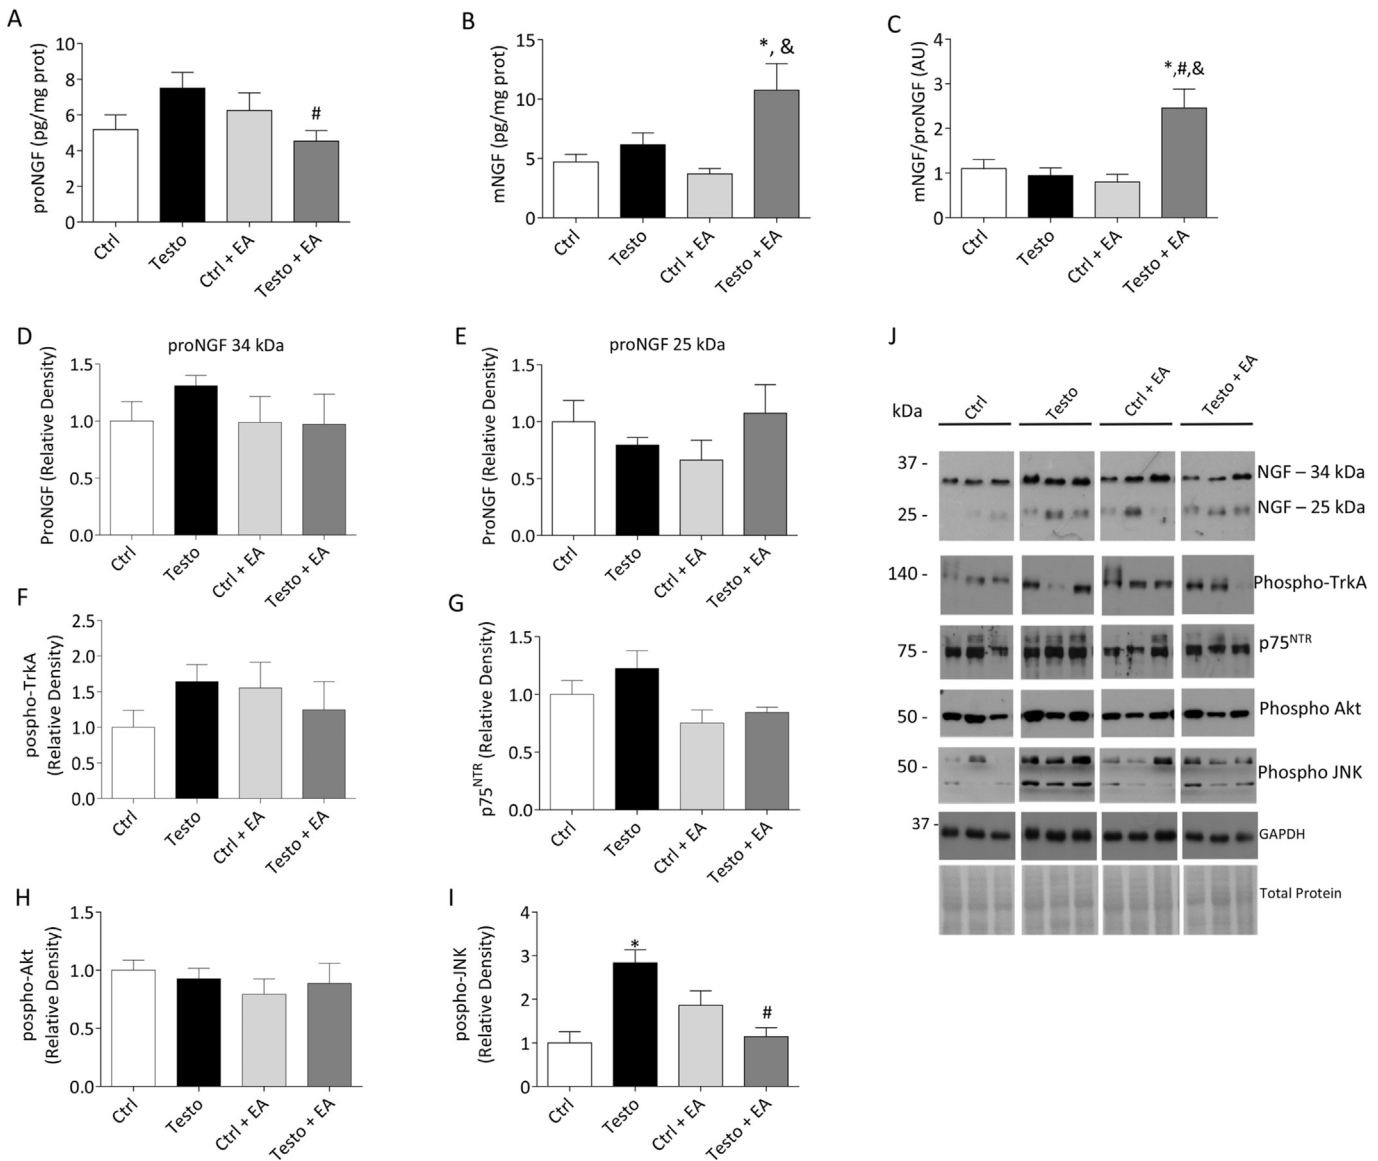 A
proNGF (pg/mg prot)
10
8
6
4
2
0
#
Ctrl
Testo
Ctrl + EA
Testo + EA
B
mNGF (pg/mg prot)
15
10
5
0
*, &
Ctrl
Testo
Ctrl + EA
Testo + EA
C
mNGF/proNGF (AU)
4
3
2
1
0
*,#,&
Ctrl
Testo
Ctrl + EA
Testo + EA
D
proNGF 34 kDa
ProNGF (Relative Density)
1.5
1.0
0.5
0.0
Ctrl
Testo
Ctrl + EA
Testo + EA
E
proNGF 25 kDa
ProNGF (Relative Density)
1.5
1.0
0.5
0.0
Ctrl
Testo
Ctrl + EA
Testo + EA
F
pospho-TrkA
(Relative Density)
2.5
2.0
1.5
1.0
0.5
0.0
Ctrl
Testo
Ctrl + EA
Testo + EA
G
p75NTR (Relative Density)
1.5
1.0
0.5
0.0
Ctrl
Testo
Ctrl + EA
Testo + EA
H
pospho-Akt
(Relative Density)
1.5
1.0
0.5
0.0
Ctrl
Testo
Ctrl + EA
Testo + EA
I
pospho-JNK
(Relative Density)
4
3
2
1
0
*
#
Ctrl
Testo
Ctrl + EA
Testo + EA
J
kDa
Ctrl
Testo
Ctrl + EA
Testo + EA
37 -
NGF – 34 kDa
25 -
NGF – 25 kDa
140 -
Phospho-TrkA
75 -
p75NTR
50 -
Phospho Akt
50 -
Phospho JNK
37 -
GAPDH
Total Protein